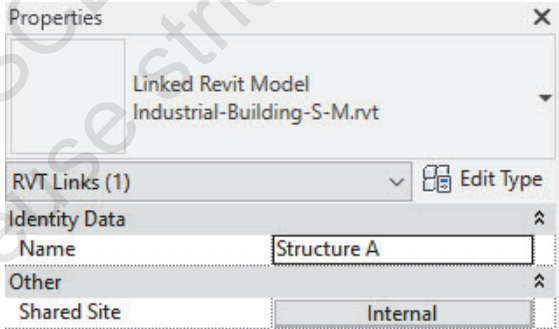 Properties
Linked Revit Model
Industrial-Building-S-M.rvt
RVT Links (1)
Edit Type
Identity Data
Name Structure A
Other
Shared Site Internal